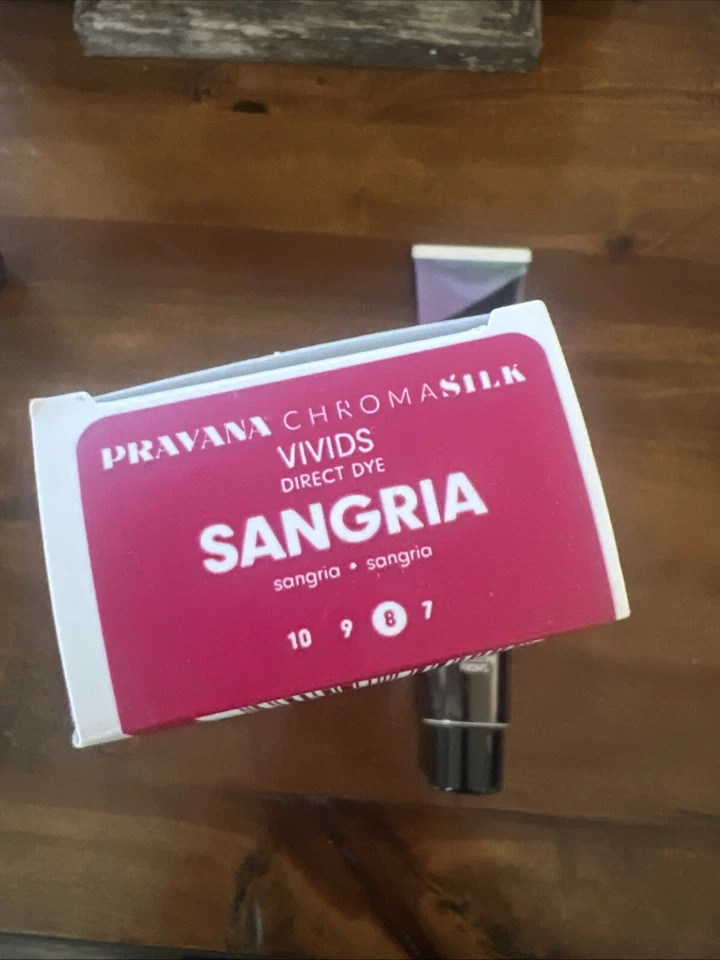 PRAVANA CHROMASILK
VIVIDS
DIRECT DYE
SANGRIA
sangria • sangria
10 9 8 7